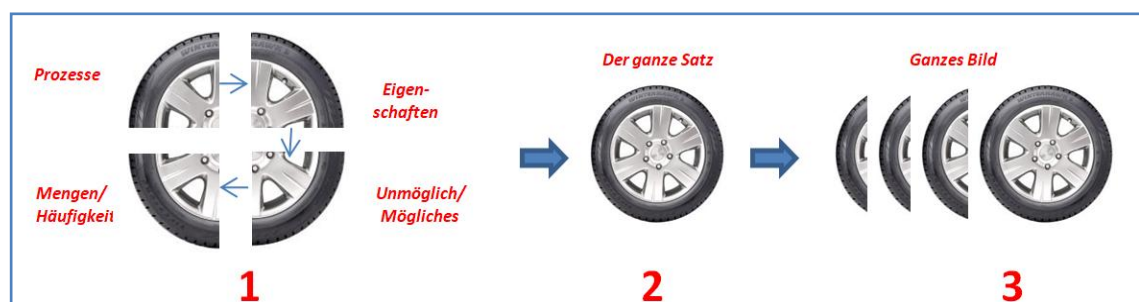 Prozesse
Eigen-
schaften
Mengen/
Häufigkeit
Unmöglich/
Mögliches
1
Der ganze Satz
2
Ganzes Bild
3